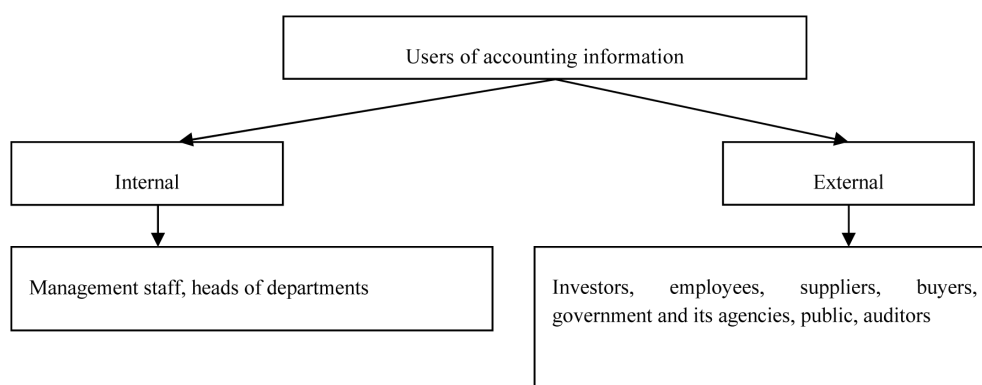 Users of accounting information
Internal
External
Management staff, heads of departments
Investors, employees, suppliers, buyers,
government and its agencies, public, auditors